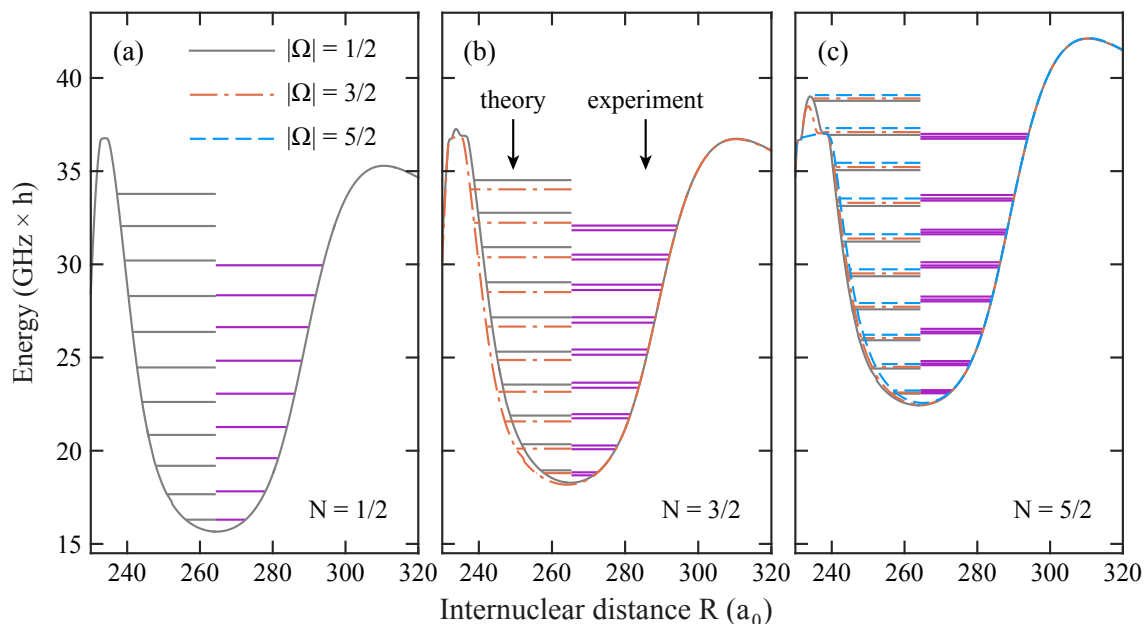 (a)
|Ω| = 1/2
|Ω| = 3/2
|Ω| = 5/2
N = 1/2
(b)
theory
experiment
N = 3/2
(c)
N = 5/2
40
35
30
25
20
15
Energy (GHz × h)
240 260 280 300 320
240 260 280 300 320
240 260 280 300 320
Internuclear distance R (a₀)